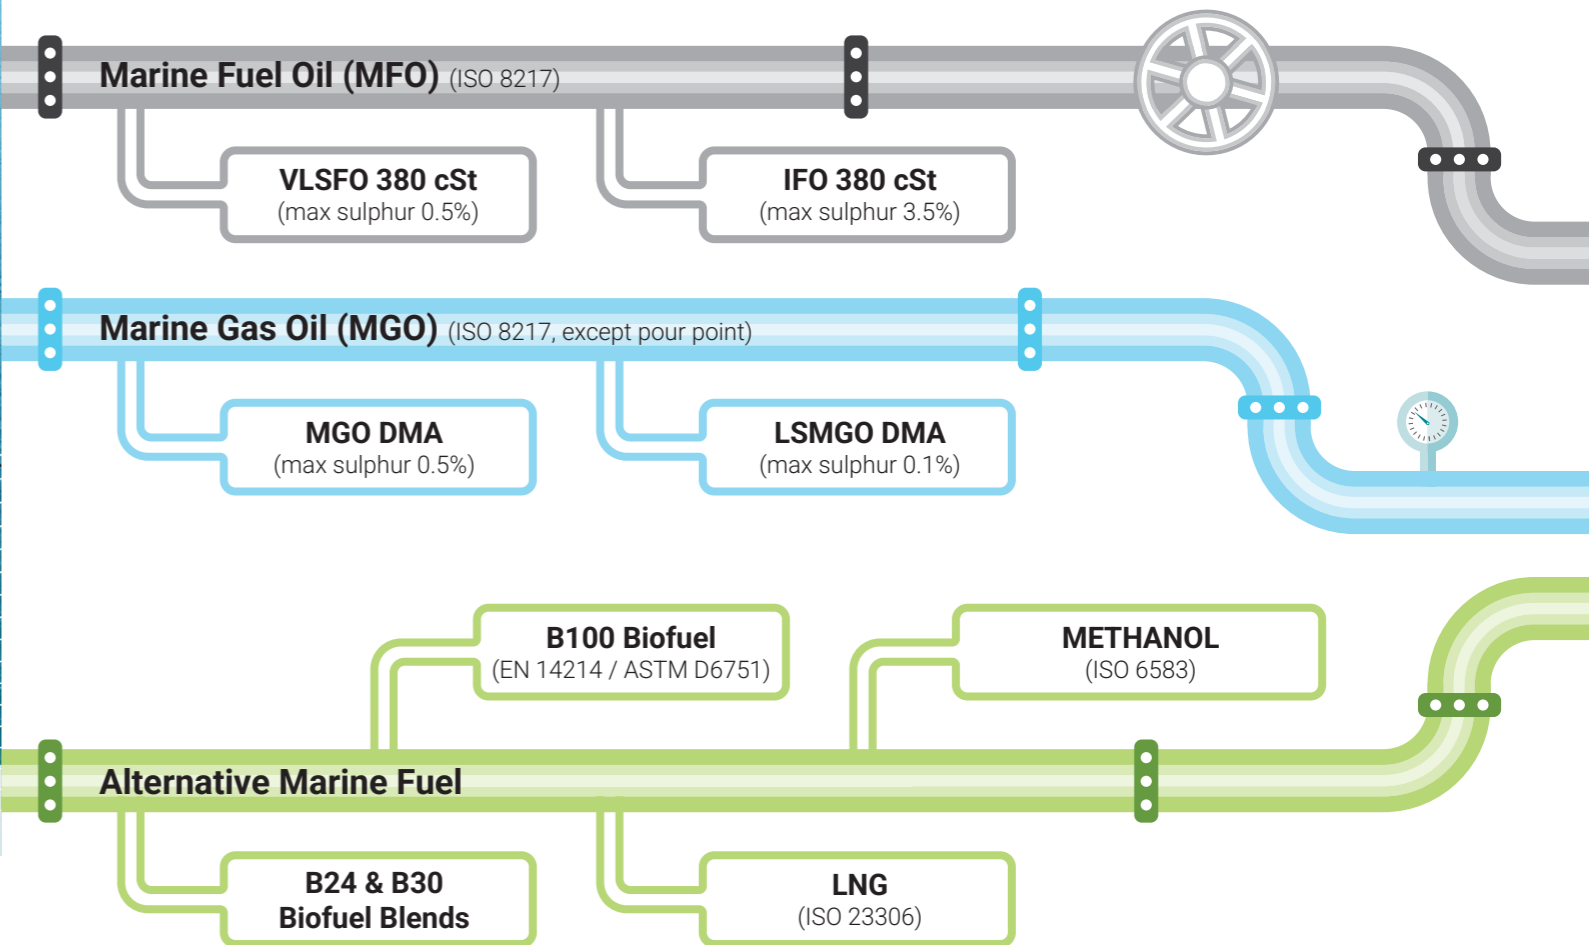 Marine Fuel Oil (MFO) (ISO 8217)
VLSFO 380 cSt
(max sulphur 0.5%)
IFO 380 cSt
(max sulphur 3.5%)
Marine Gas Oil (MGO) (ISO 8217, except pour point)
MGO DMA
(max sulphur 0.5%)
LSMGO DMA
(max sulphur 0.1%)
B100 Biofuel
(EN 14214 / ASTM D6751)
METHANOL
(ISO 6583)
Alternative Marine Fuel
B24 & B30
Biofuel Blends
LNG
(ISO 23306)